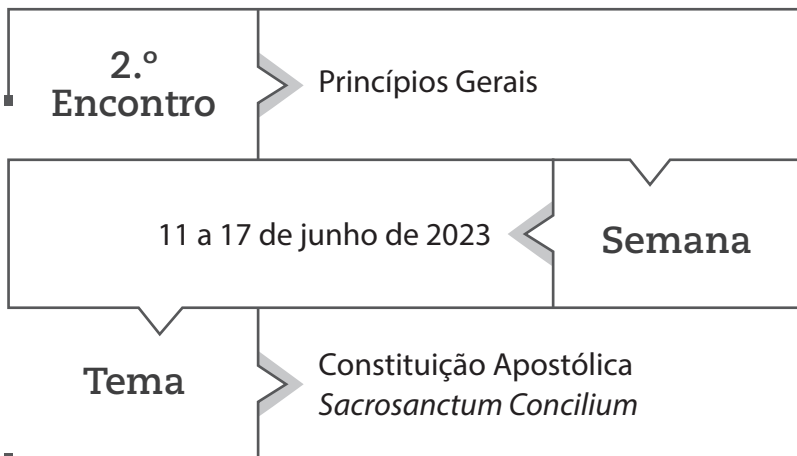 2.º
Encontro
Princípios Gerais
11 a 17 de junho de 2023
Semana
Tema
Constituição Apostólica
Sacrosanctum Concilium